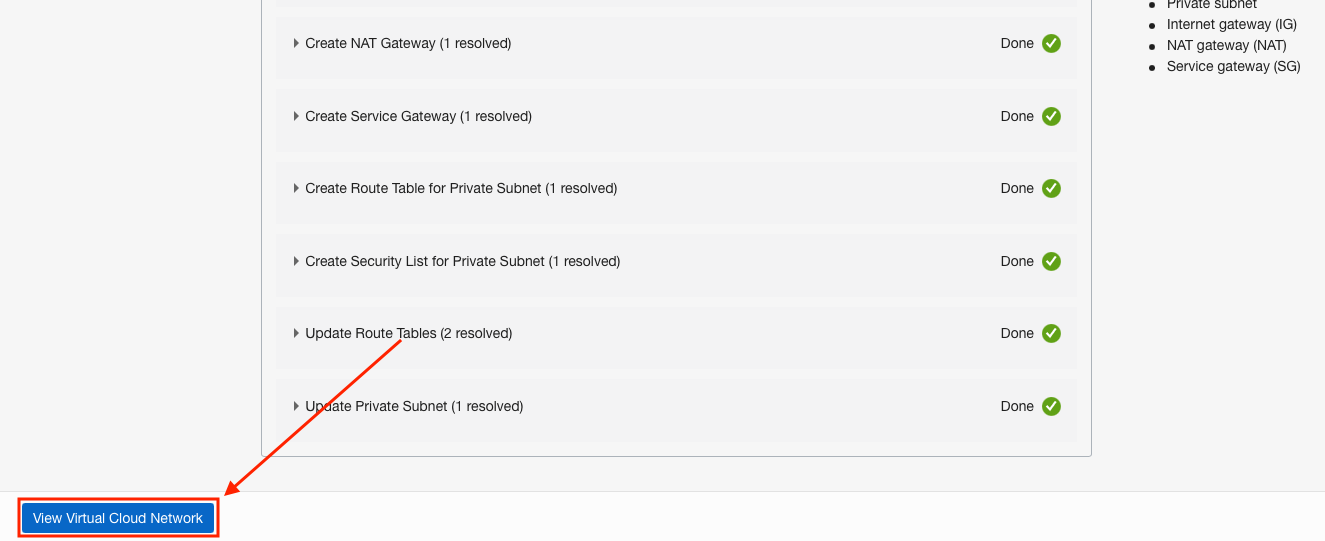 Private subnet
Internet gateway (IG)
NAT gateway (NAT)
Service gateway (SG)
Create NAT Gateway (1 resolved) Done
Create Service Gateway (1 resolved) Done
Create Route Table for Private Subnet (1 resolved) Done
Create Security List for Private Subnet (1 resolved) Done
Update Route Tables (2 resolved) Done
Update Private Subnet (1 resolved) Done
View Virtual Cloud Network